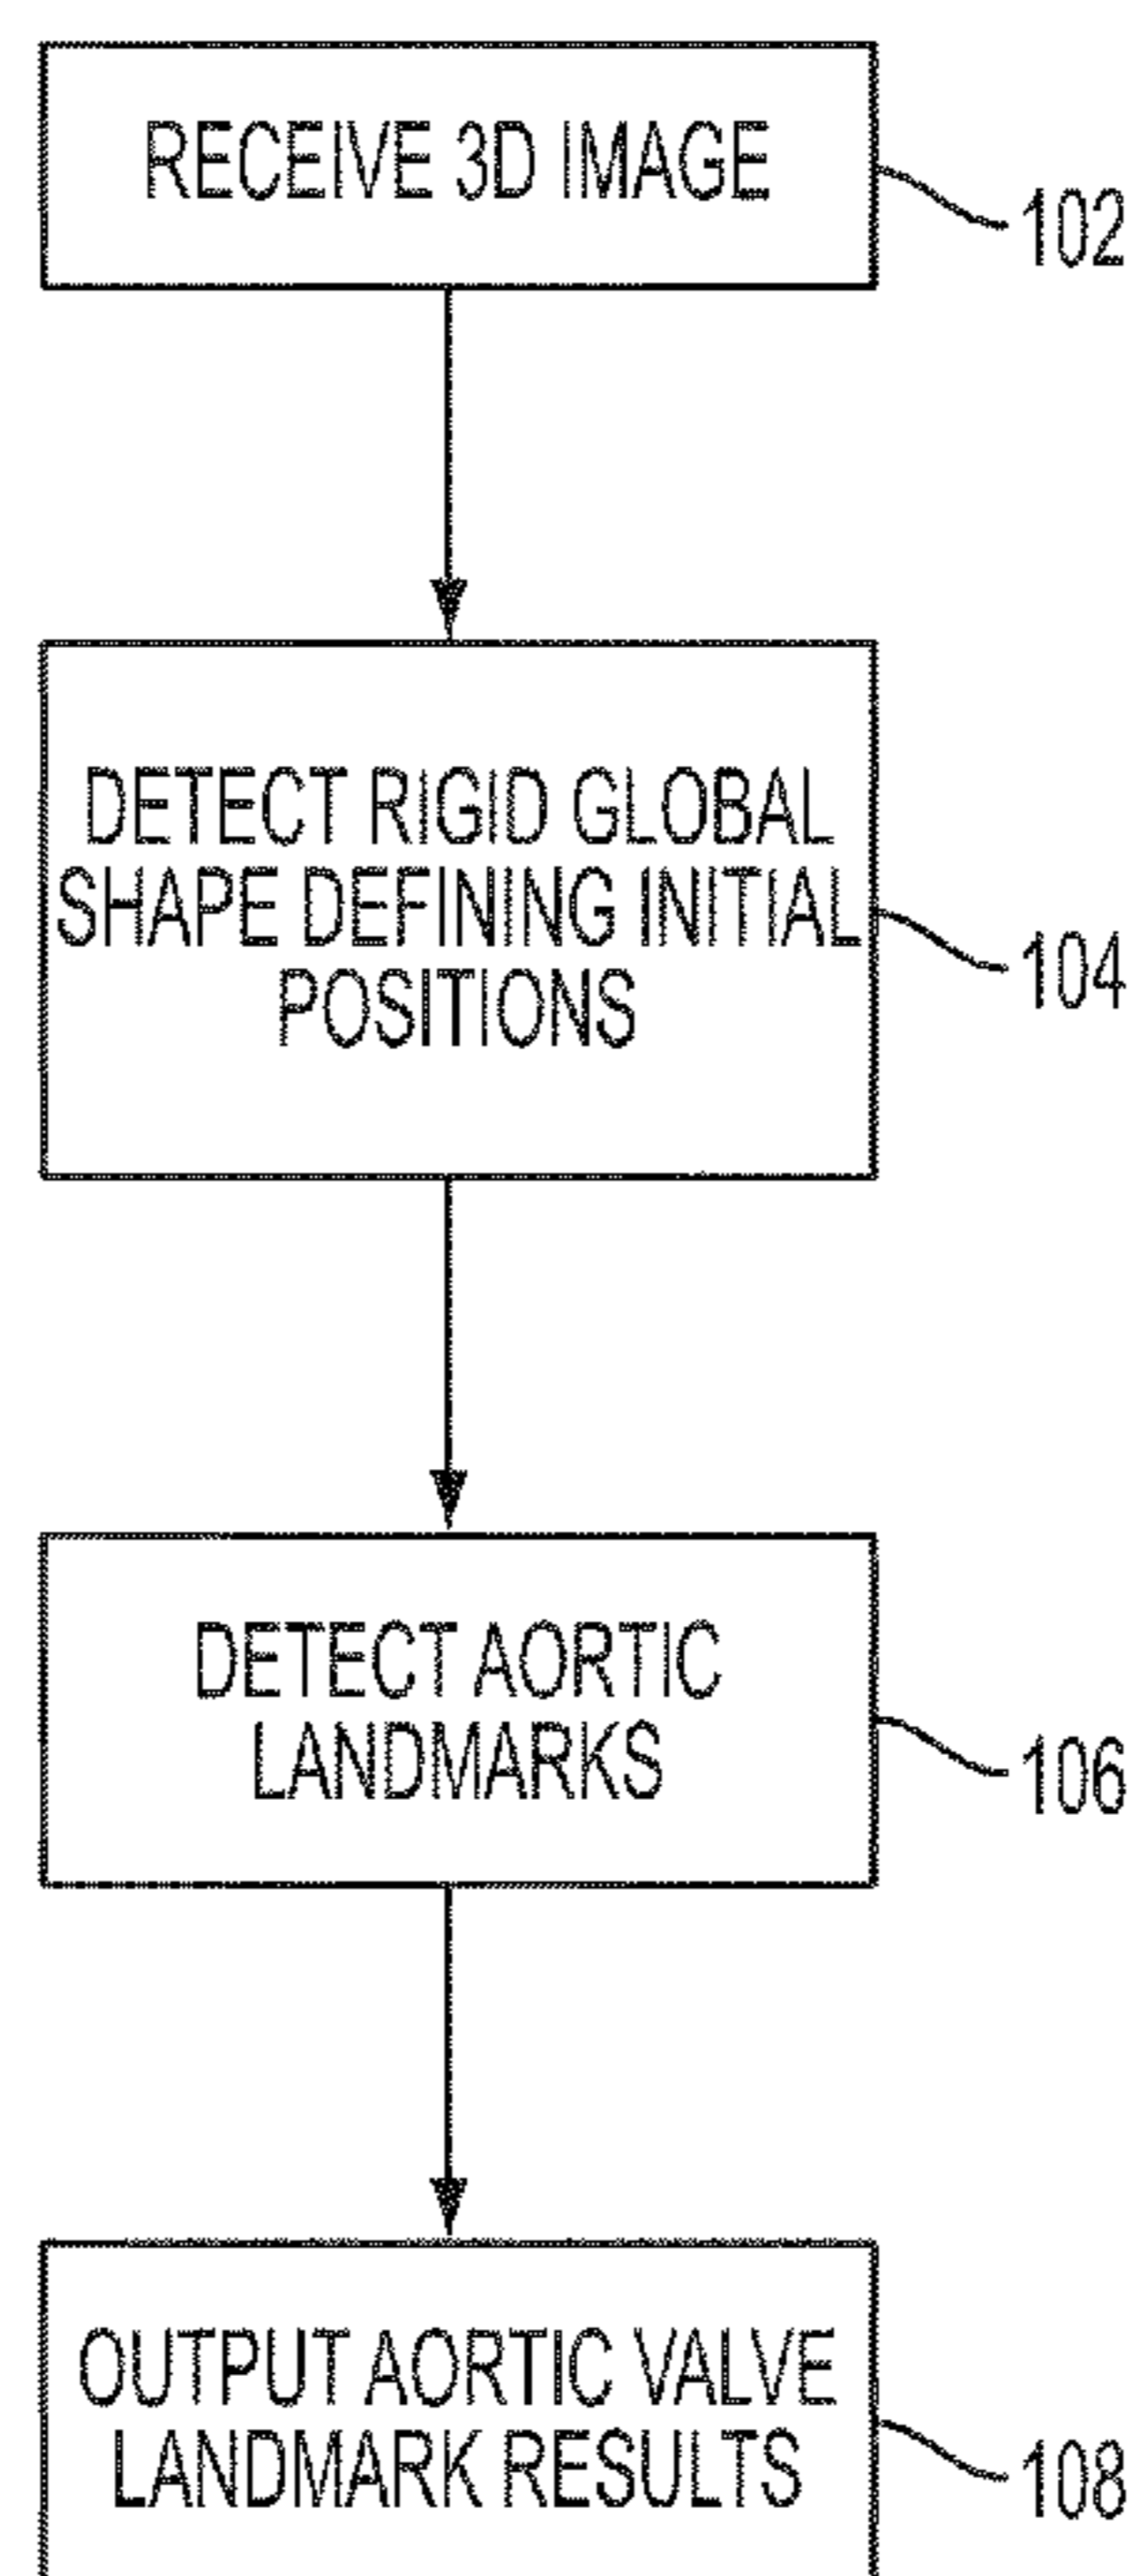 RECEIVE 3D IMAGE
102
DETECT RIGID GLOBAL
SHAPE DEFINING INITIAL
POSITIONS
104
DETECT AORTIC
LANDMARKS
106
OUTPUT AORTIC VALVE
LANDMARK RESULTS
108